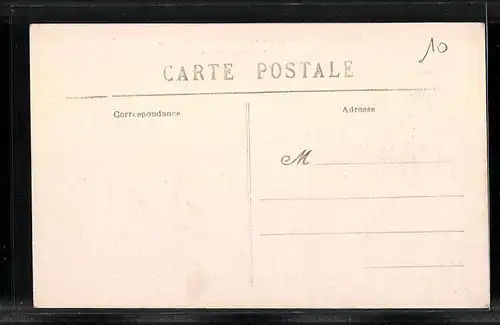 10
CARTE POSTALE
Correspondance
Adresse
M